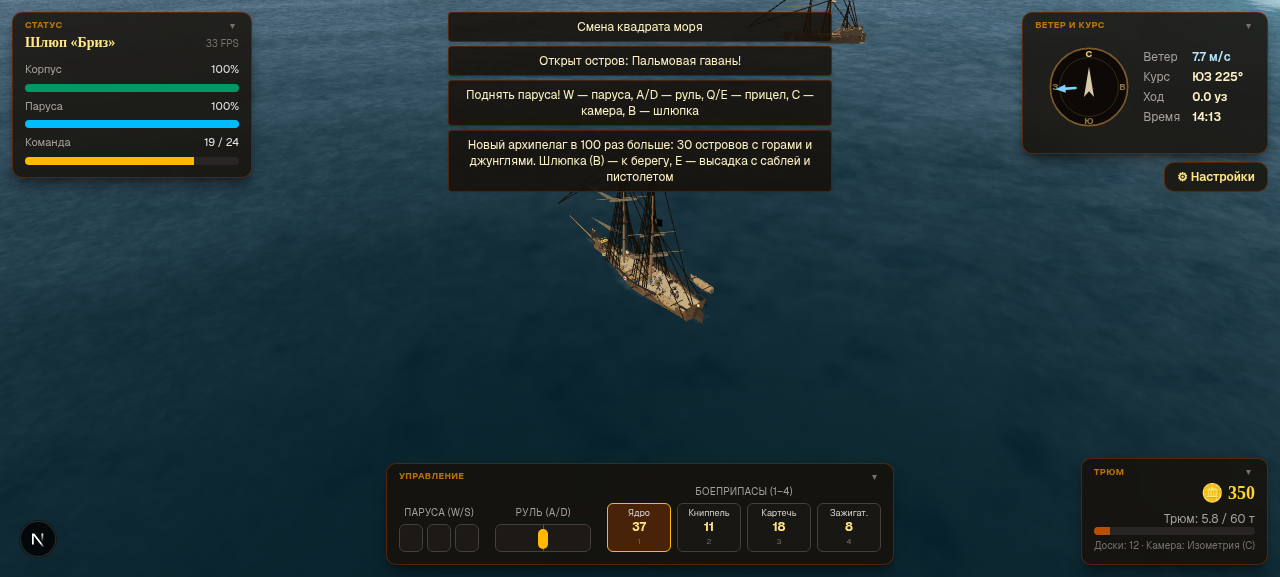 СТАТУС
Шлюп «Бриз»
33 FPS
Корпус 100%
Паруса 100%
Команда 19 / 24
Смена квадрата моря
Открыт остров: Пальмовая гавань!
Поднять паруса! W — паруса, A/D — руль, Q/E — прицел, C —
камера, B — шлюпка
Новый архипелаг в 100 раз больше: 30 островов с горами и
джунглями. Шлюпка (B) — к берегу, E — высадка с саблей и
пистолетом
ВЕТЕР И КУРС
С
З
В
Ю
Ветер 7.7 м/с
Курс ЮЗ 225°
Ход 0.0 уз
Время 14:13
⚙ Настройки
УПРАВЛЕНИЕ
ПАРУСА (W/S)
РУЛЬ (A/D)
БОЕПРИПАСЫ (1–4)
Ядро
37
1
Книппель
11
2
Картечь
18
3
Зажигат.
8
4
ТРЮМ
350
Трюм: 5.8 / 60 т
Доски: 12 · Камера: Изометрия (C)
N